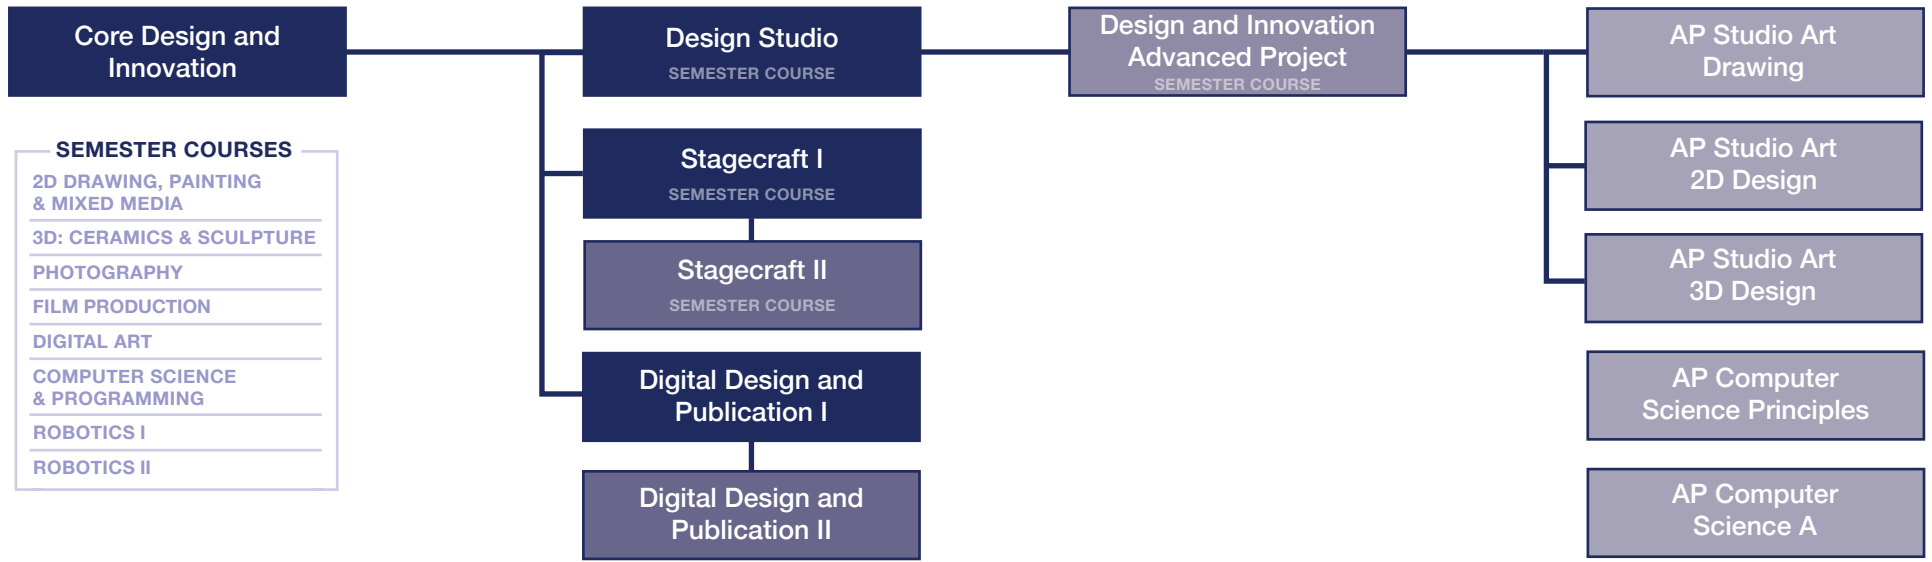 Core Design and
Innovation
SEMESTER COURSES
2D DRAWING, PAINTING
& MIXED MEDIA
3D: CERAMICS & SCULPTURE
PHOTOGRAPHY
FILM PRODUCTION
DIGITAL ART
COMPUTER SCIENCE
& PROGRAMMING
ROBOTICS I
ROBOTICS II
Design Studio
SEMESTER COURSE
Stagecraft I
SEMESTER COURSE
Stagecraft II
SEMESTER COURSE
Digital Design and
Publication I
Digital Design and
Publication II
Design and Innovation
Advanced Project
SEMESTER COURSE
AP Studio Art
Drawing
AP Studio Art
2D Design
AP Studio Art
3D Design
AP Computer
Science Principles
AP Computer
Science A